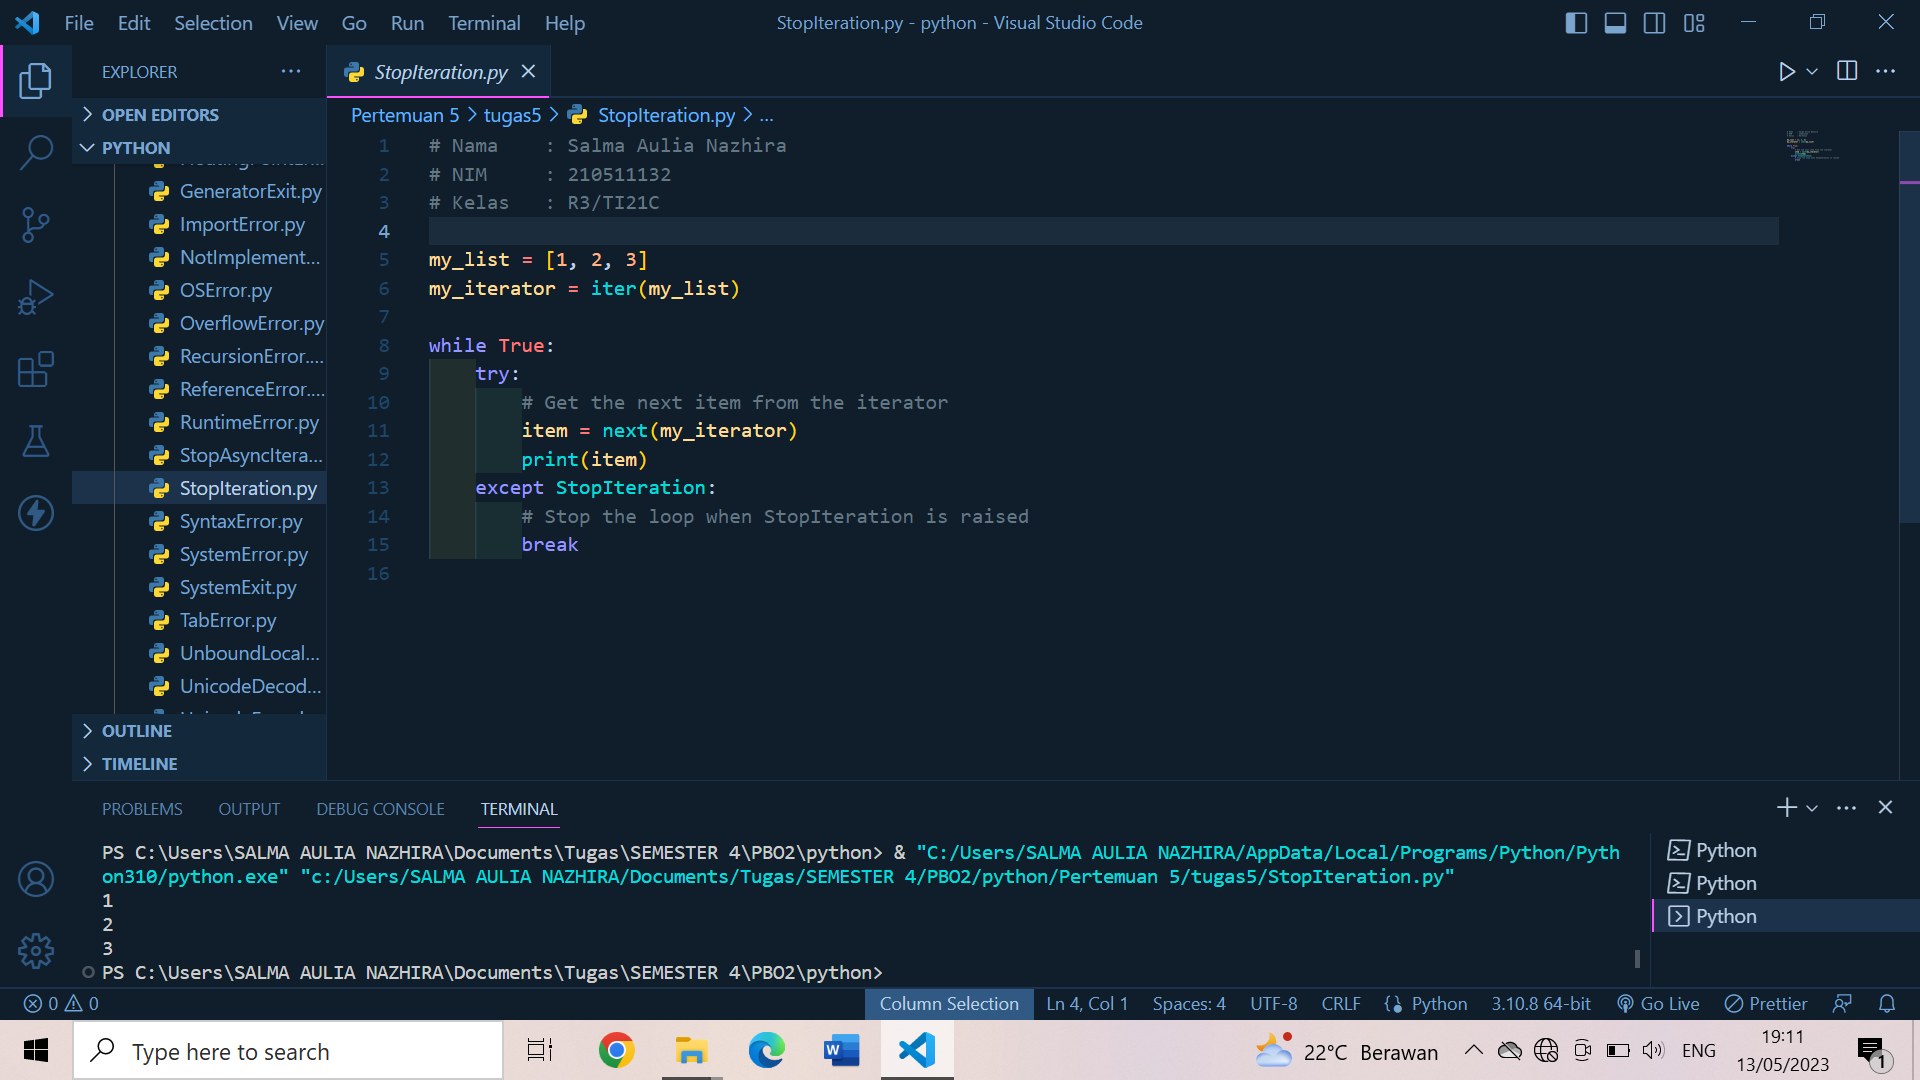 File Edit Selection View Go Run Terminal Help
StopIteration.py - python - Visual Studio Code
EXPLORER
OPEN EDITORS
PYTHON
GeneratorExit.py
ImportError.py
NotImplement...
OSError.py
OverflowError.py
RecursionError....
ReferenceError....
RuntimeError.py
StopAsyncItera...
StopIteration.py
SyntaxError.py
SystemError.py
SystemExit.py
TabError.py
UnboundLocal...
UnicodeDecod...
OUTLINE
TIMELINE
StopIteration.py
Pertemuan 5 > tugas5 > StopIteration.py > ...
1 # Nama    : Salma Aulia Nazhira
2 # NIM     : 210511132
3 # Kelas   : R3/TI21C
4
5 my_list = [1, 2, 3]
6 my_iterator = iter(my_list)
7
8 while True:
9     try:
10         # Get the next item from the iterator
11         item = next(my_iterator)
12         print(item)
13     except StopIteration:
14         # Stop the loop when StopIteration is raised
15         break
16
PROBLEMS OUTPUT DEBUG CONSOLE TERMINAL
PS C:\Users\SALMA AULIA NAZHIRA\Documents\Tugas\SEMESTER 4\PBO2\python> & "C:/Users/SALMA AULIA NAZHIRA/AppData/Local/Programs/Python/Pyth
on310/python.exe" "c:/Users/SALMA AULIA NAZHIRA/Documents/Tugas/SEMESTER 4/PBO2/python/Pertemuan 5/tugas5/StopIteration.py"
1
2
3
PS C:\Users\SALMA AULIA NAZHIRA\Documents\Tugas\SEMESTER 4\PBO2\python>
Python
Python
Python
0 0 Column Selection Ln 4, Col 1 Spaces: 4 UTF-8 CRLF Python 3.10.8 64-bit Go Live Prettier
Type here to search
22°C Berawan
ENG
19:11
13/05/2023
1